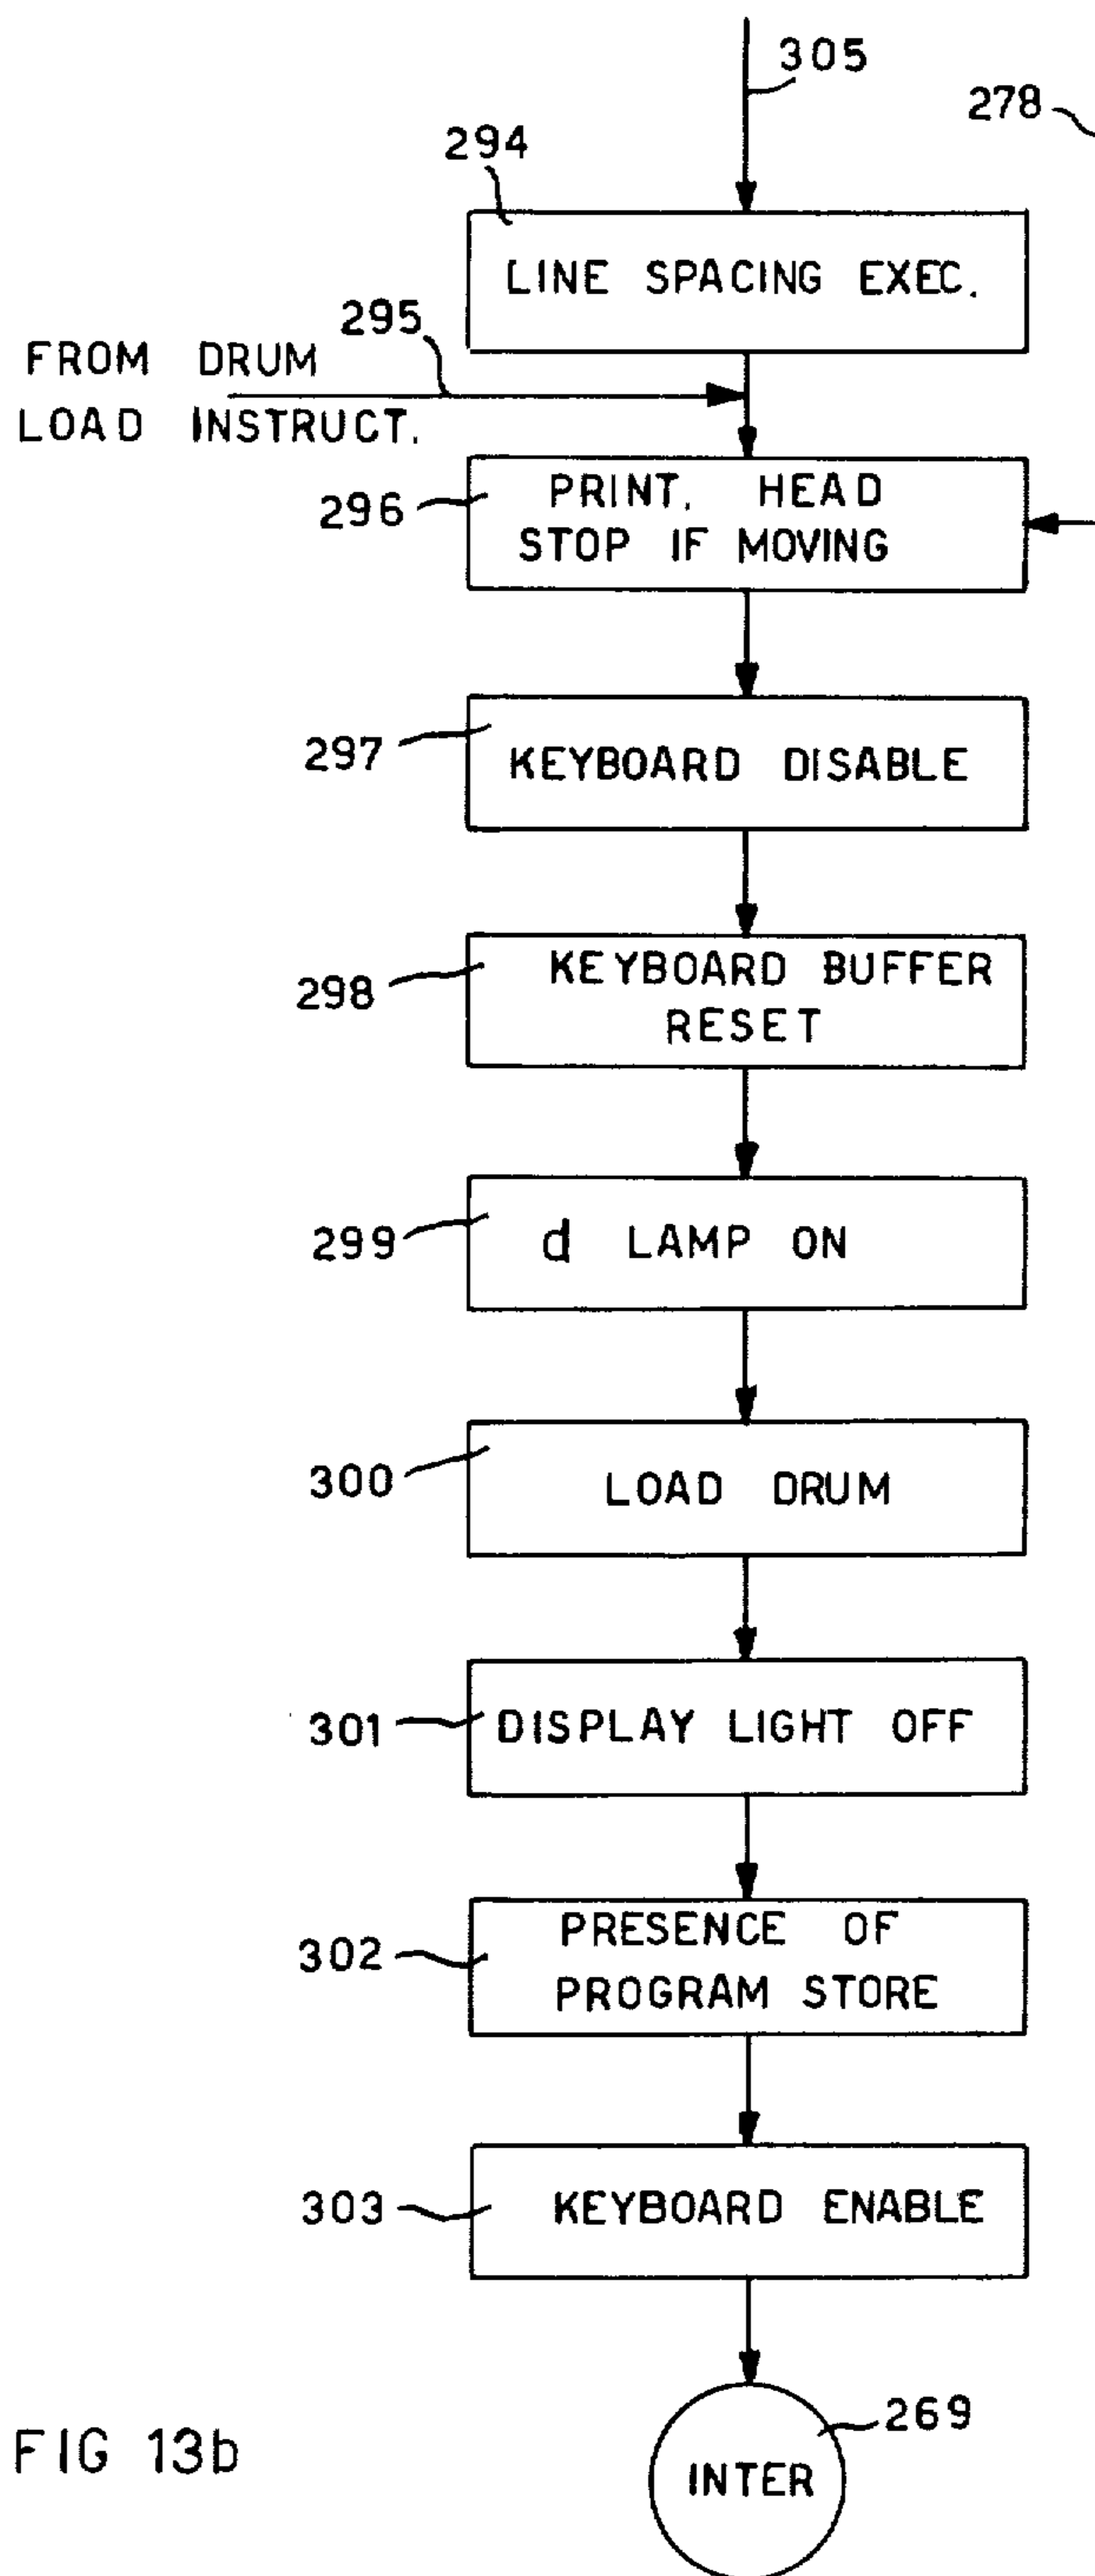 305
278
294
LINE SPACING EXEC.
295
FROM DRUM
LOAD INSTRUCT.
296
PRINT. HEAD
STOP IF MOVING
297
KEYBOARD DISABLE
298
KEYBOARD BUFFER
RESET
299
d LAMP ON
300
LOAD DRUM
301
DISPLAY LIGHT OFF
302
PRESENCE OF
PROGRAM STORE
303
KEYBOARD ENABLE
269
INTER
FIG 13b